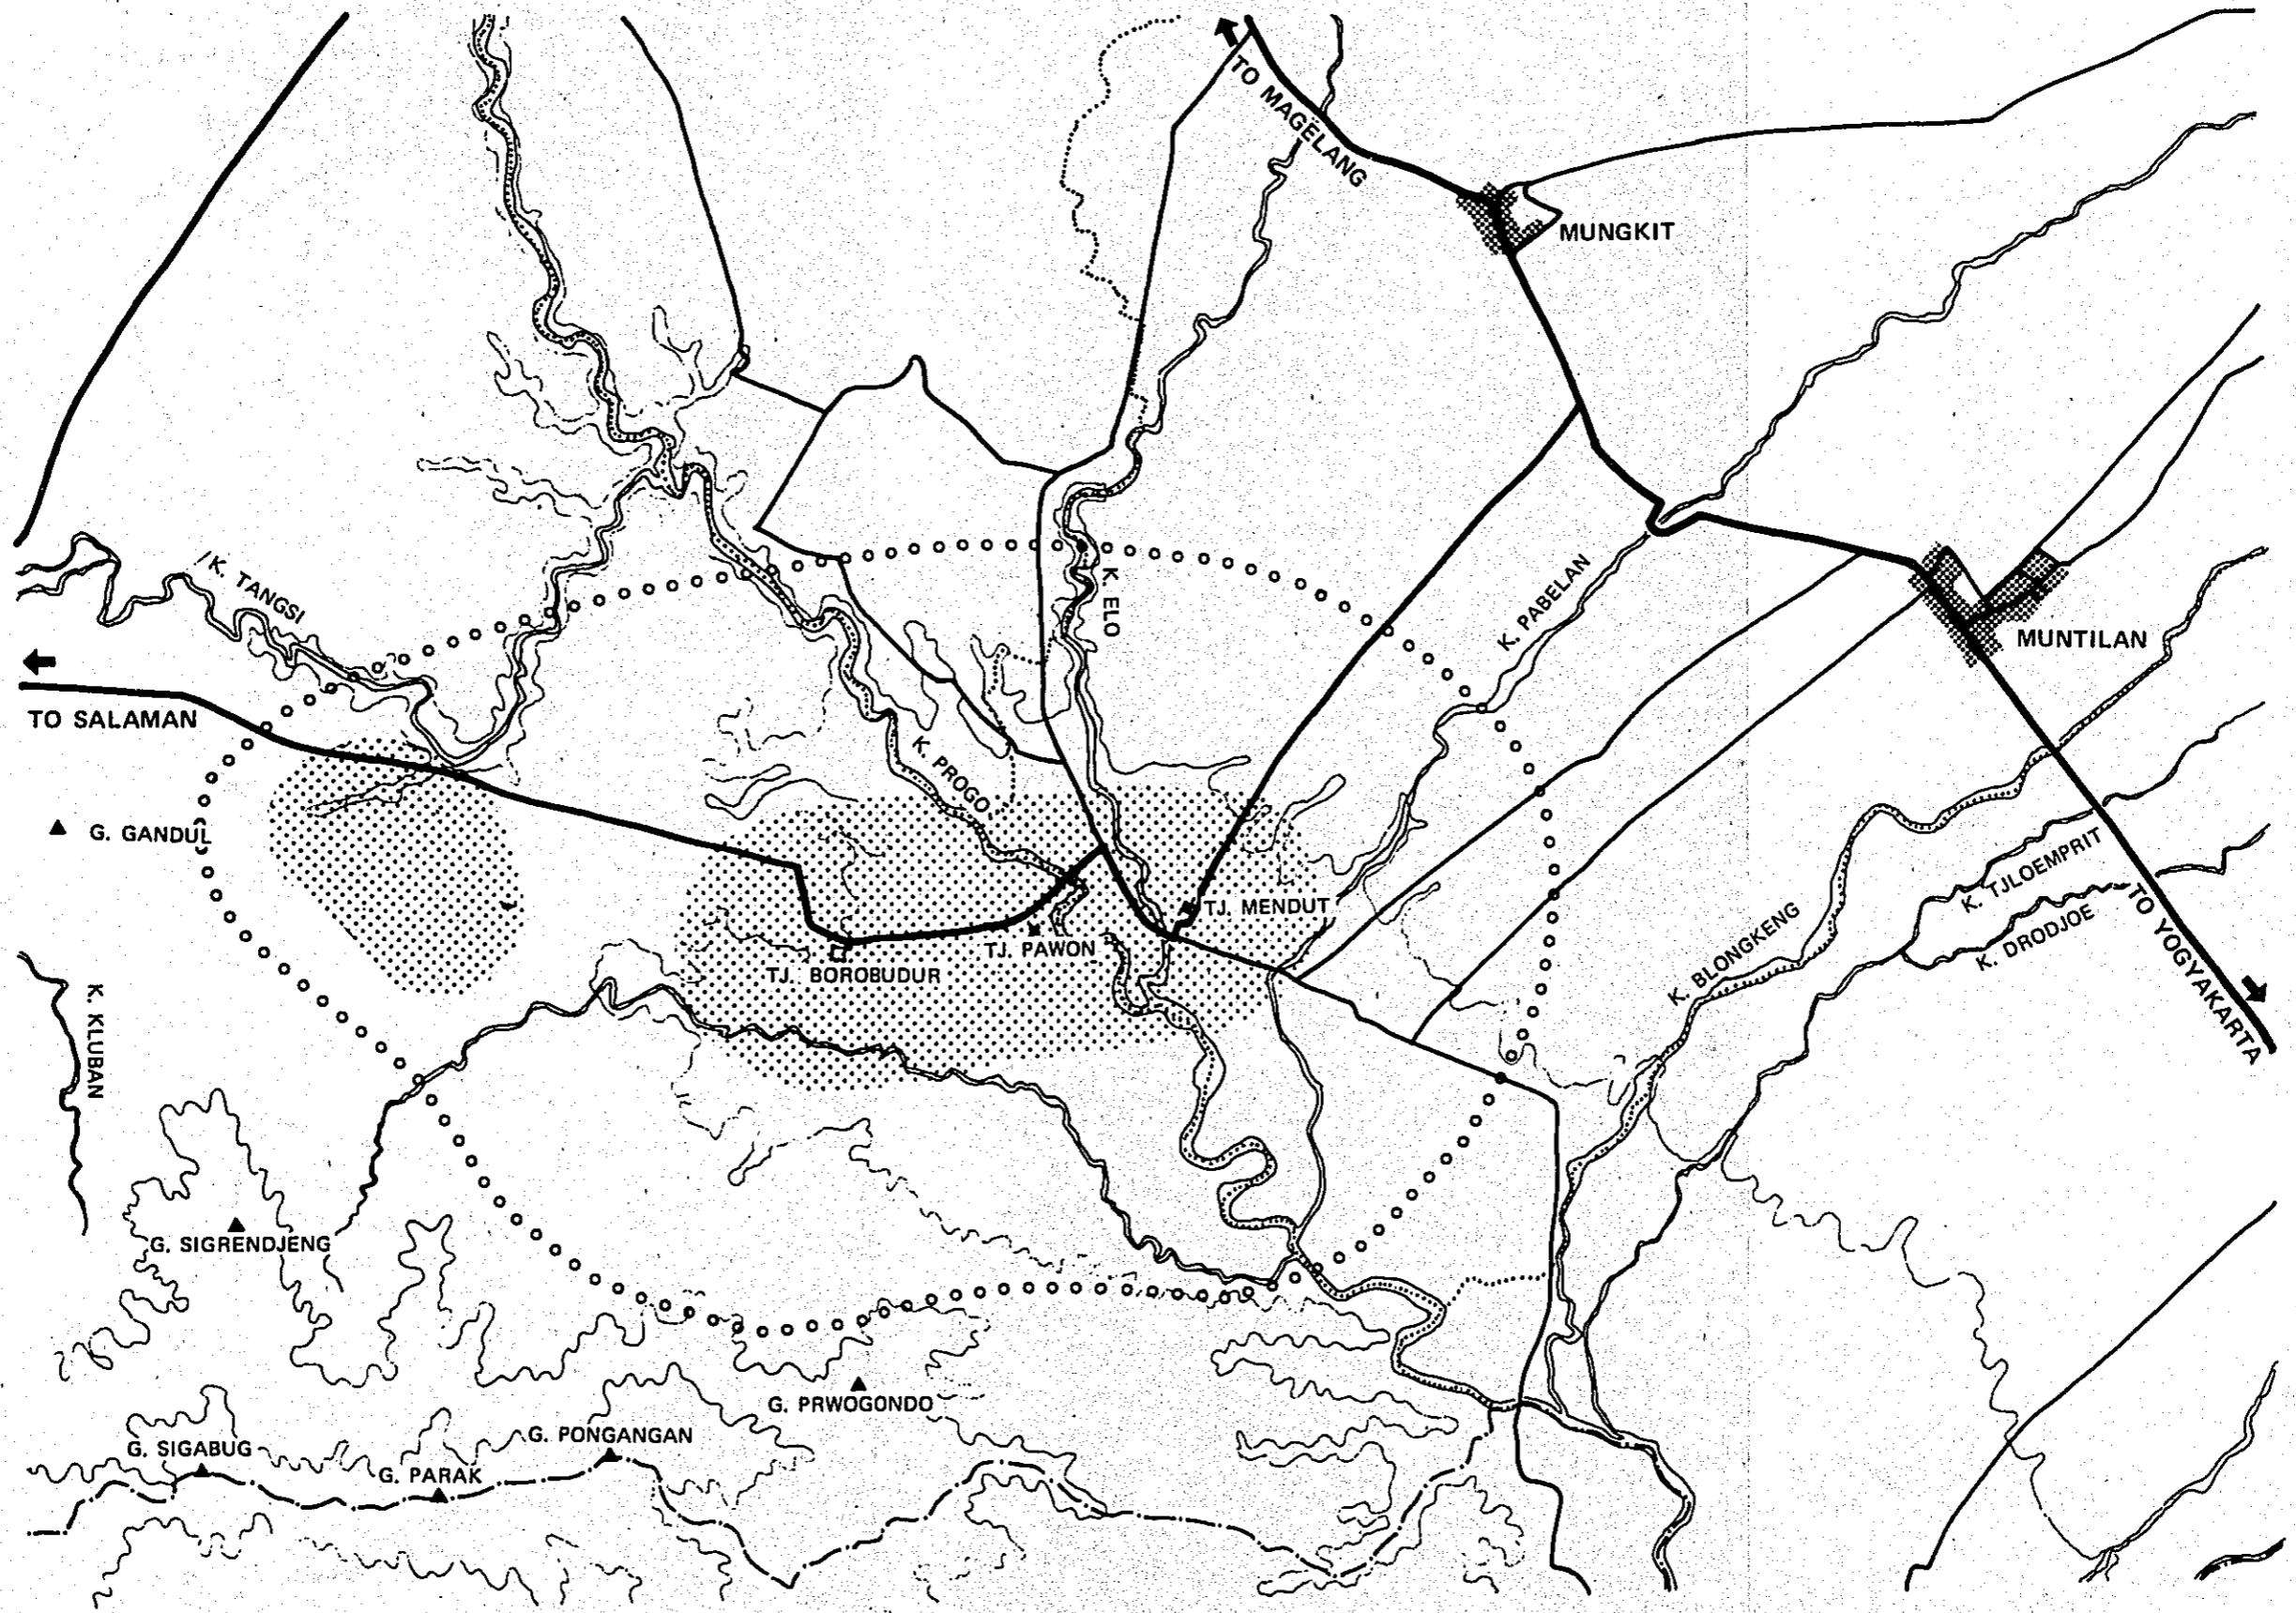 TO MAGELANG
MUNGKIT
K. TANGSI
K. ELO
K. PABELAN
MUNTILAN
TO SALAMAN
K. PROGO
G. GANDUL
K. TJLOEMPRIT
TJ. MENDUT
K. DRODJOE
TO YOGYAKARTA
TJ. PAWON
K. BLONGKENG
TJ. BOROBUDUR
K. KLUBAN
G. SIGRENDJENG
G. PRWOGONDO
G. PONGANGAN
G. SIGABUG
G. PARAK